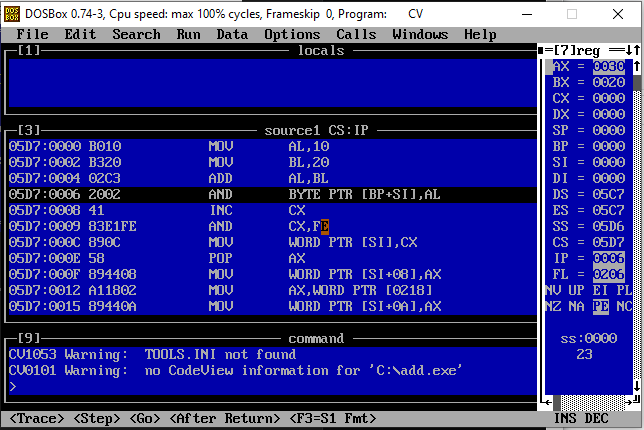 DOSBox 0.74-3, Cpu speed: max 100% cycles, Frameskip 0, Program: CV
File Edit Search Run Data Options Calls Windows Help
[1] locals
[3] source1 CS:IP
05D7:0000 B010 MOV AL,10
05D7:0002 B320 MOV BL,20
05D7:0004 02C3 ADD AL,BL
05D7:0006 2002 AND BYTE PTR [BP+SI],AL
05D7:0008 41 INC CX
05D7:0009 83E1FE AND CX,FE
05D7:000C 890C MOV WORD PTR [SI],CX
05D7:000E 58 POP AX
05D7:000F 894408 MOV WORD PTR [SI+08],AX
05D7:0012 A11802 MOV AX,WORD PTR [0218]
05D7:0015 89440A MOV WORD PTR [SI+0A],AX
[9] command
CV1053 Warning: TOOLS.INI not found
CV0101 Warning: no CodeView information for 'C:\add.exe'
>
[7]reg
AX = 0030
BX = 0020
CX = 0000
DX = 0000
SP = 0000
BP = 0000
SI = 0000
DI = 0000
DS = 05C7
ES = 05C7
SS = 05D6
CS = 05D7
IP = 0006
FL = 0206
NV UP EI PL
NZ NA PE NC
ss:0000
23
<Trace> <Step> <Go> <After Return> <F3=S1 Fmt> INS DEC